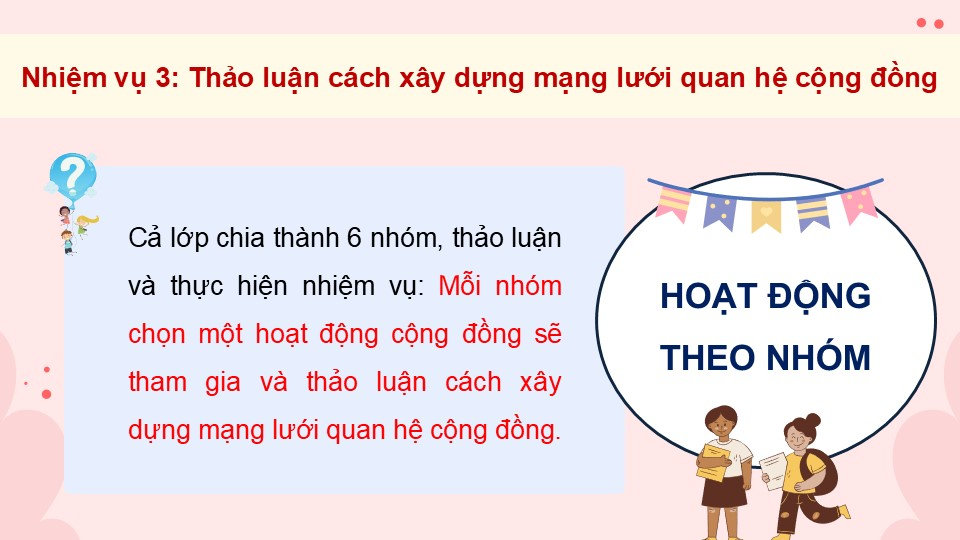 Nhiệm vụ 3: Thảo luận cách xây dựng mạng lưới quan hệ cộng đồng
?
Cả lớp chia thành 6 nhóm, thảo luận
và thực hiện nhiệm vụ: Mỗi nhóm
chọn một hoạt động cộng đồng sẽ
tham gia và thảo luận cách xây
dựng mạng lưới quan hệ cộng đồng.
HOẠT ĐỘNG
THEO NHÓM